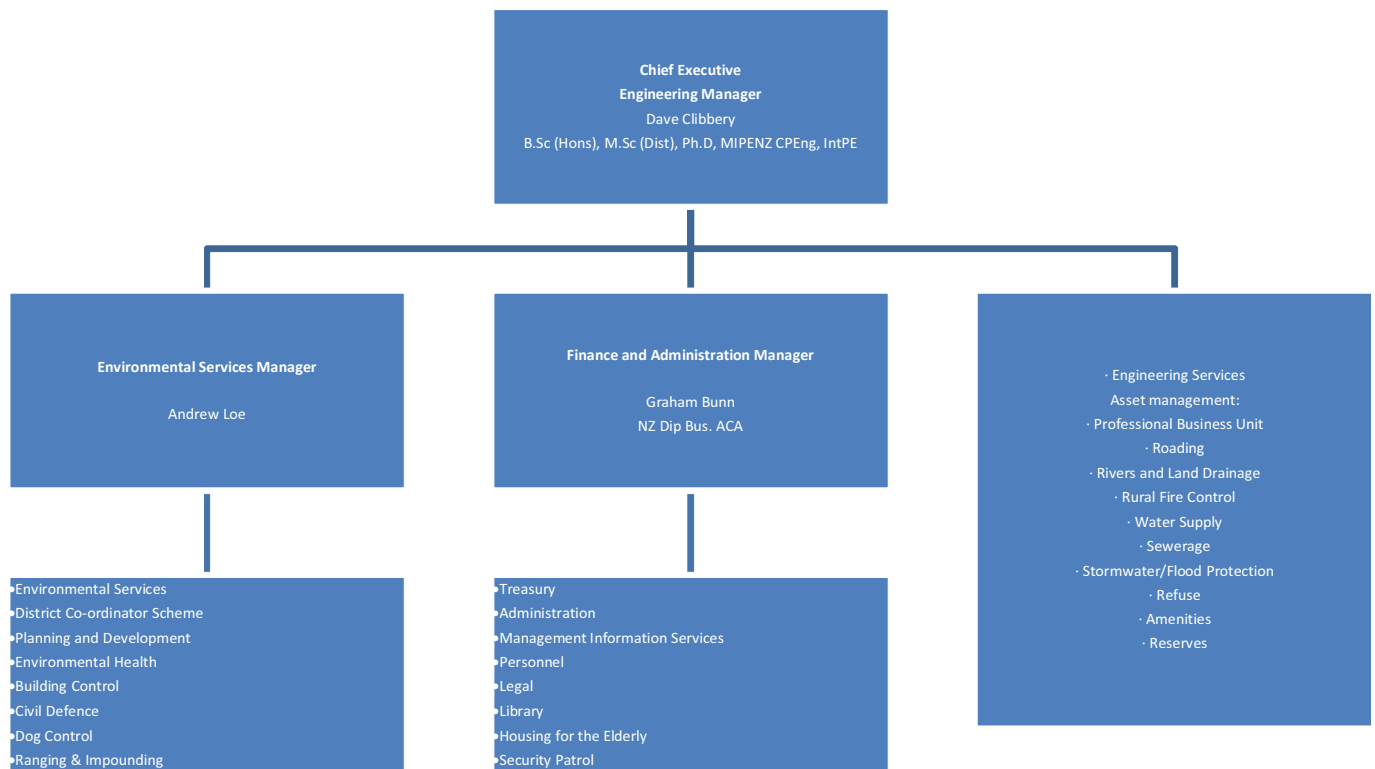 Chief Executive
Engineering Manager
Dave Clibbery
B.Sc (Hons), M.Sc (Dist), Ph.D, MIPENZ CPEng, IntPE
Environmental Services Manager
Andrew Loe
Finance and Administration Manager
Graham Bunn
NZ Dip Bus. ACA
· Engineering Services
Asset management:
· Professional Business Unit
· Roading
· Rivers and Land Drainage
· Rural Fire Control
· Water Supply
· Sewerage
· Stormwater/Flood Protection
· Refuse
· Amenities
· Reserves
•Environmental Services
•District Co-ordinator Scheme
•Planning and Development
•Environmental Health
•Building Control
•Civil Defence
•Dog Control
•Ranging & Impounding
•Treasury
•Administration
•Management Information Services
•Personnel
•Legal
•Library
•Housing for the Elderly
•Security Patrol